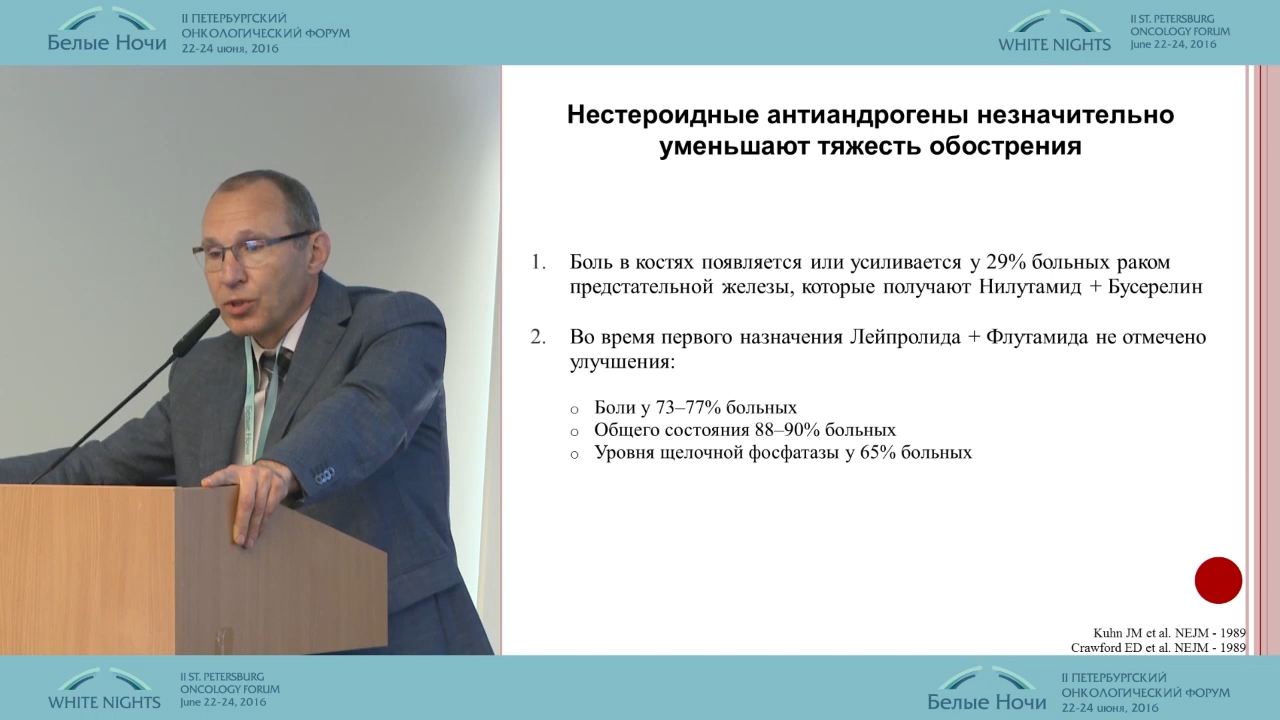 Белые Ночи
II ПЕТЕРБУРГСКИЙ
ОНКОЛОГИЧЕСКИЙ ФОРУМ
22-24 июня, 2016
WHITE NIGHTS
II ST. PETERSBURG
ONCOLOGY FORUM
June 22-24, 2016
Нестероидные антиандрогены незначительно
уменьшают тяжесть обострения
1. Боль в костях появляется или усиливается у 29% больных раком
предстательной железы, которые получают Нилутамид + Бусерелин
2. Во время первого назначения Лейпролида + Флутамида не отмечено
улучшения:
o Боли у 73–77% больных
o Общего состояния 88–90% больных
o Уровня щелочной фосфатазы у 65% больных
Kuhn JM et al. NEJM - 1989
Crawford ED et al. NEJM - 1989
WHITE NIGHTS
II ST. PETERSBURG
ONCOLOGY FORUM
June 22-24, 2016
Белые Ночи
II ПЕТЕРБУРГСКИЙ
ОНКОЛОГИЧЕСКИЙ ФОРУМ
22-24 июня, 2016